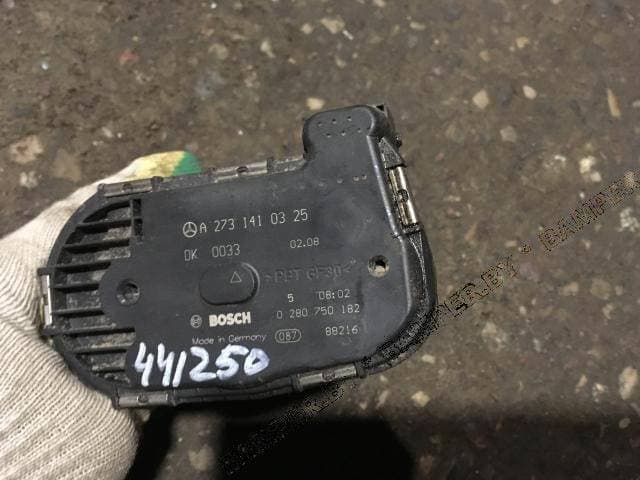 A 273 141 03 25
DK 0033 02.08
>PBT GF30<
5 08:02
BOSCH 0 280 750 182
Made in Germany 087 88216
441250